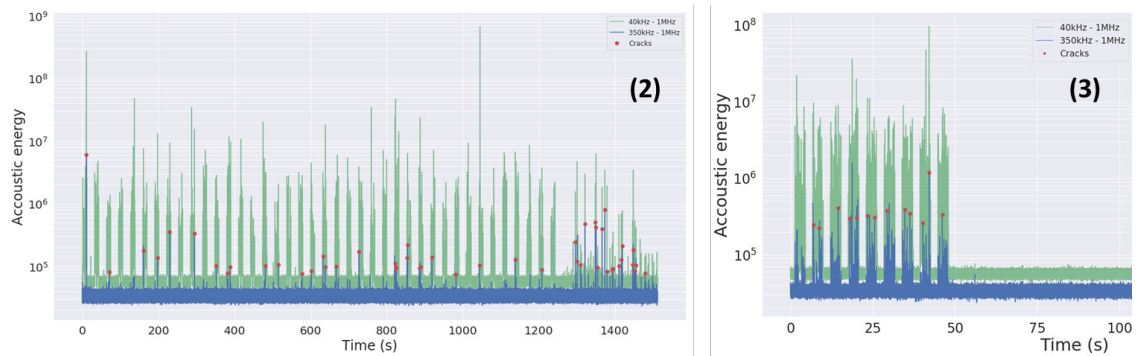 10⁹
10⁸
10⁷
10⁶
10⁵
Accoustic energy
40kHz - 1MHz
350kHz - 1MHz
Cracks
(2)
0 200 400 600 800 1000 1200 1400
Time (s)
10⁸
10⁷
10⁶
10⁵
Accoustic energy
40kHz - 1MHz
350kHz - 1MHz
Cracks
(3)
0 25 50 75 100
Time (s)